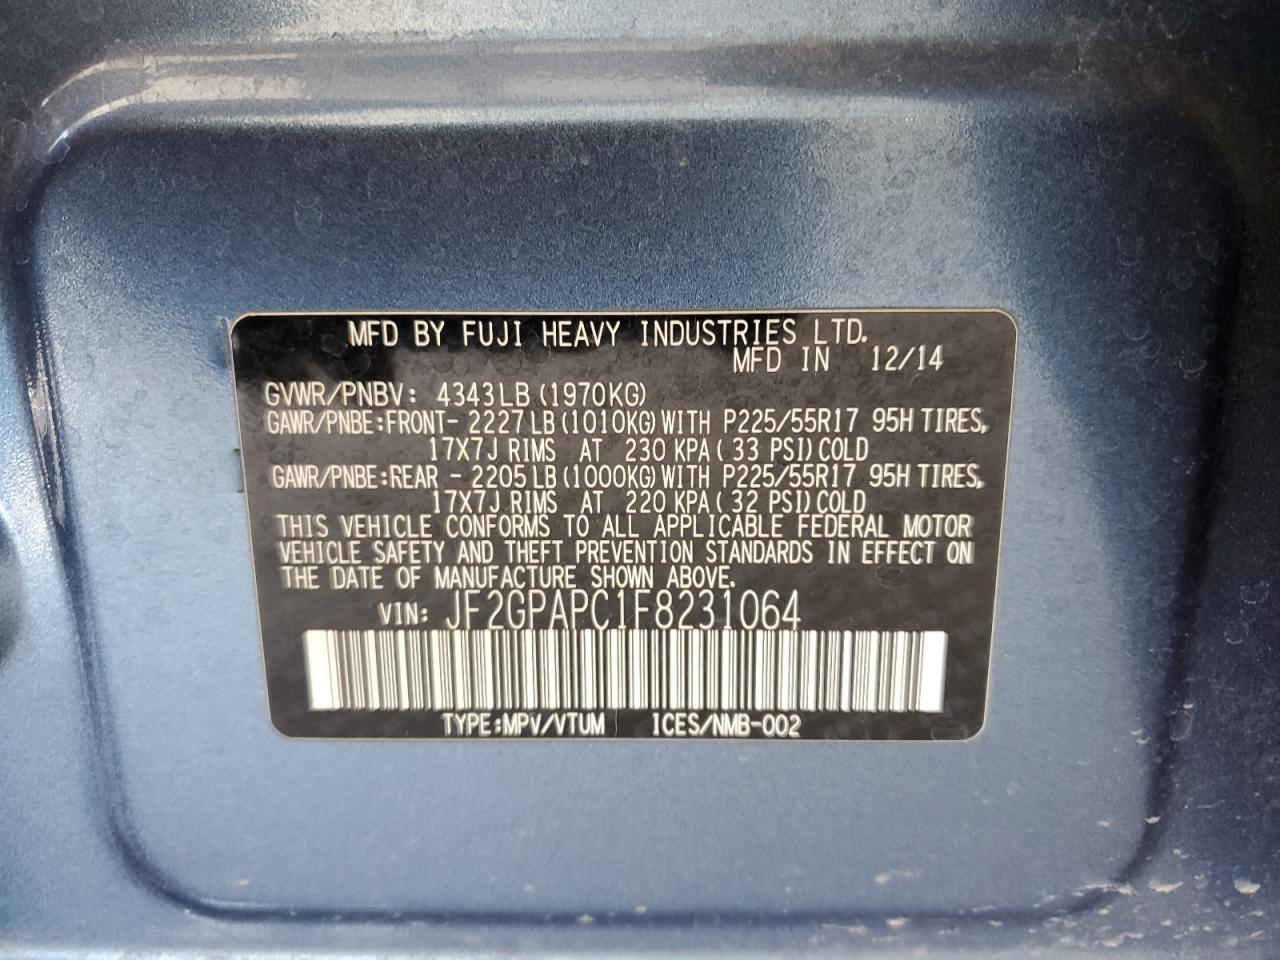 MFD BY FUJI HEAVY INDUSTRIES LTD.
MFD IN 12/14
GVWR/PNBV: 4343LB (1970KG)
GAWR/PNBE:FRONT- 2227LB (1010KG) WITH P225/55R17 95H TIRES,
17X7J RIMS AT 230 KPA ( 33 PSI) COLD
GAWR/PNBE:REAR - 2205LB (1000KG) WITH P225/55R17 95H TIRES,
17X7J RIMS AT 220 KPA ( 32 PSI) COLD
THIS VEHICLE CONFORMS TO ALL APPLICABLE FEDERAL MOTOR
VEHICLE SAFETY AND THEFT PREVENTION STANDARDS IN EFFECT ON
THE DATE OF MANUFACTURE SHOWN ABOVE.
VIN: JF2GPAPC1F8231064
TYPE:MPV/VTUM ICES/NMB-002